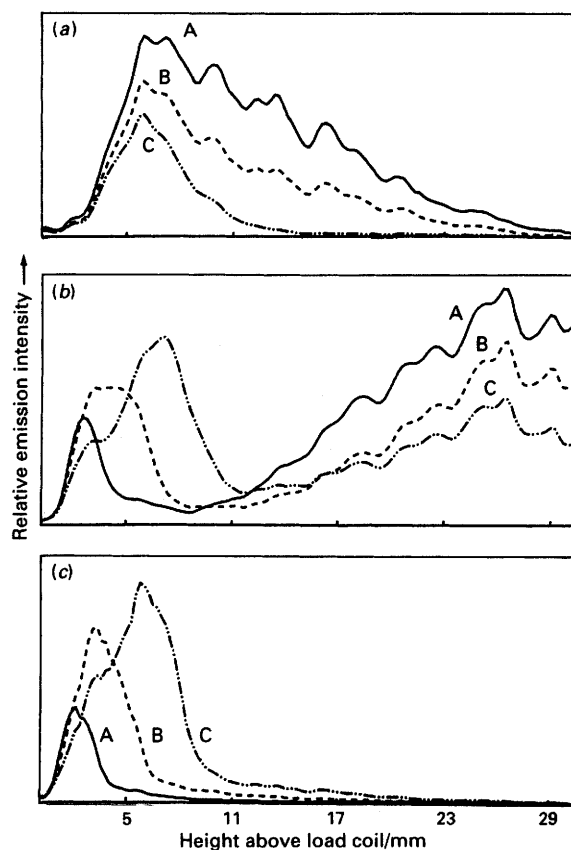 (a)
A
B
C
(b)
A
B
C
(c)
A
B
C
Relative emission intensity →
5 11 17 23 29
Height above load coil/mm